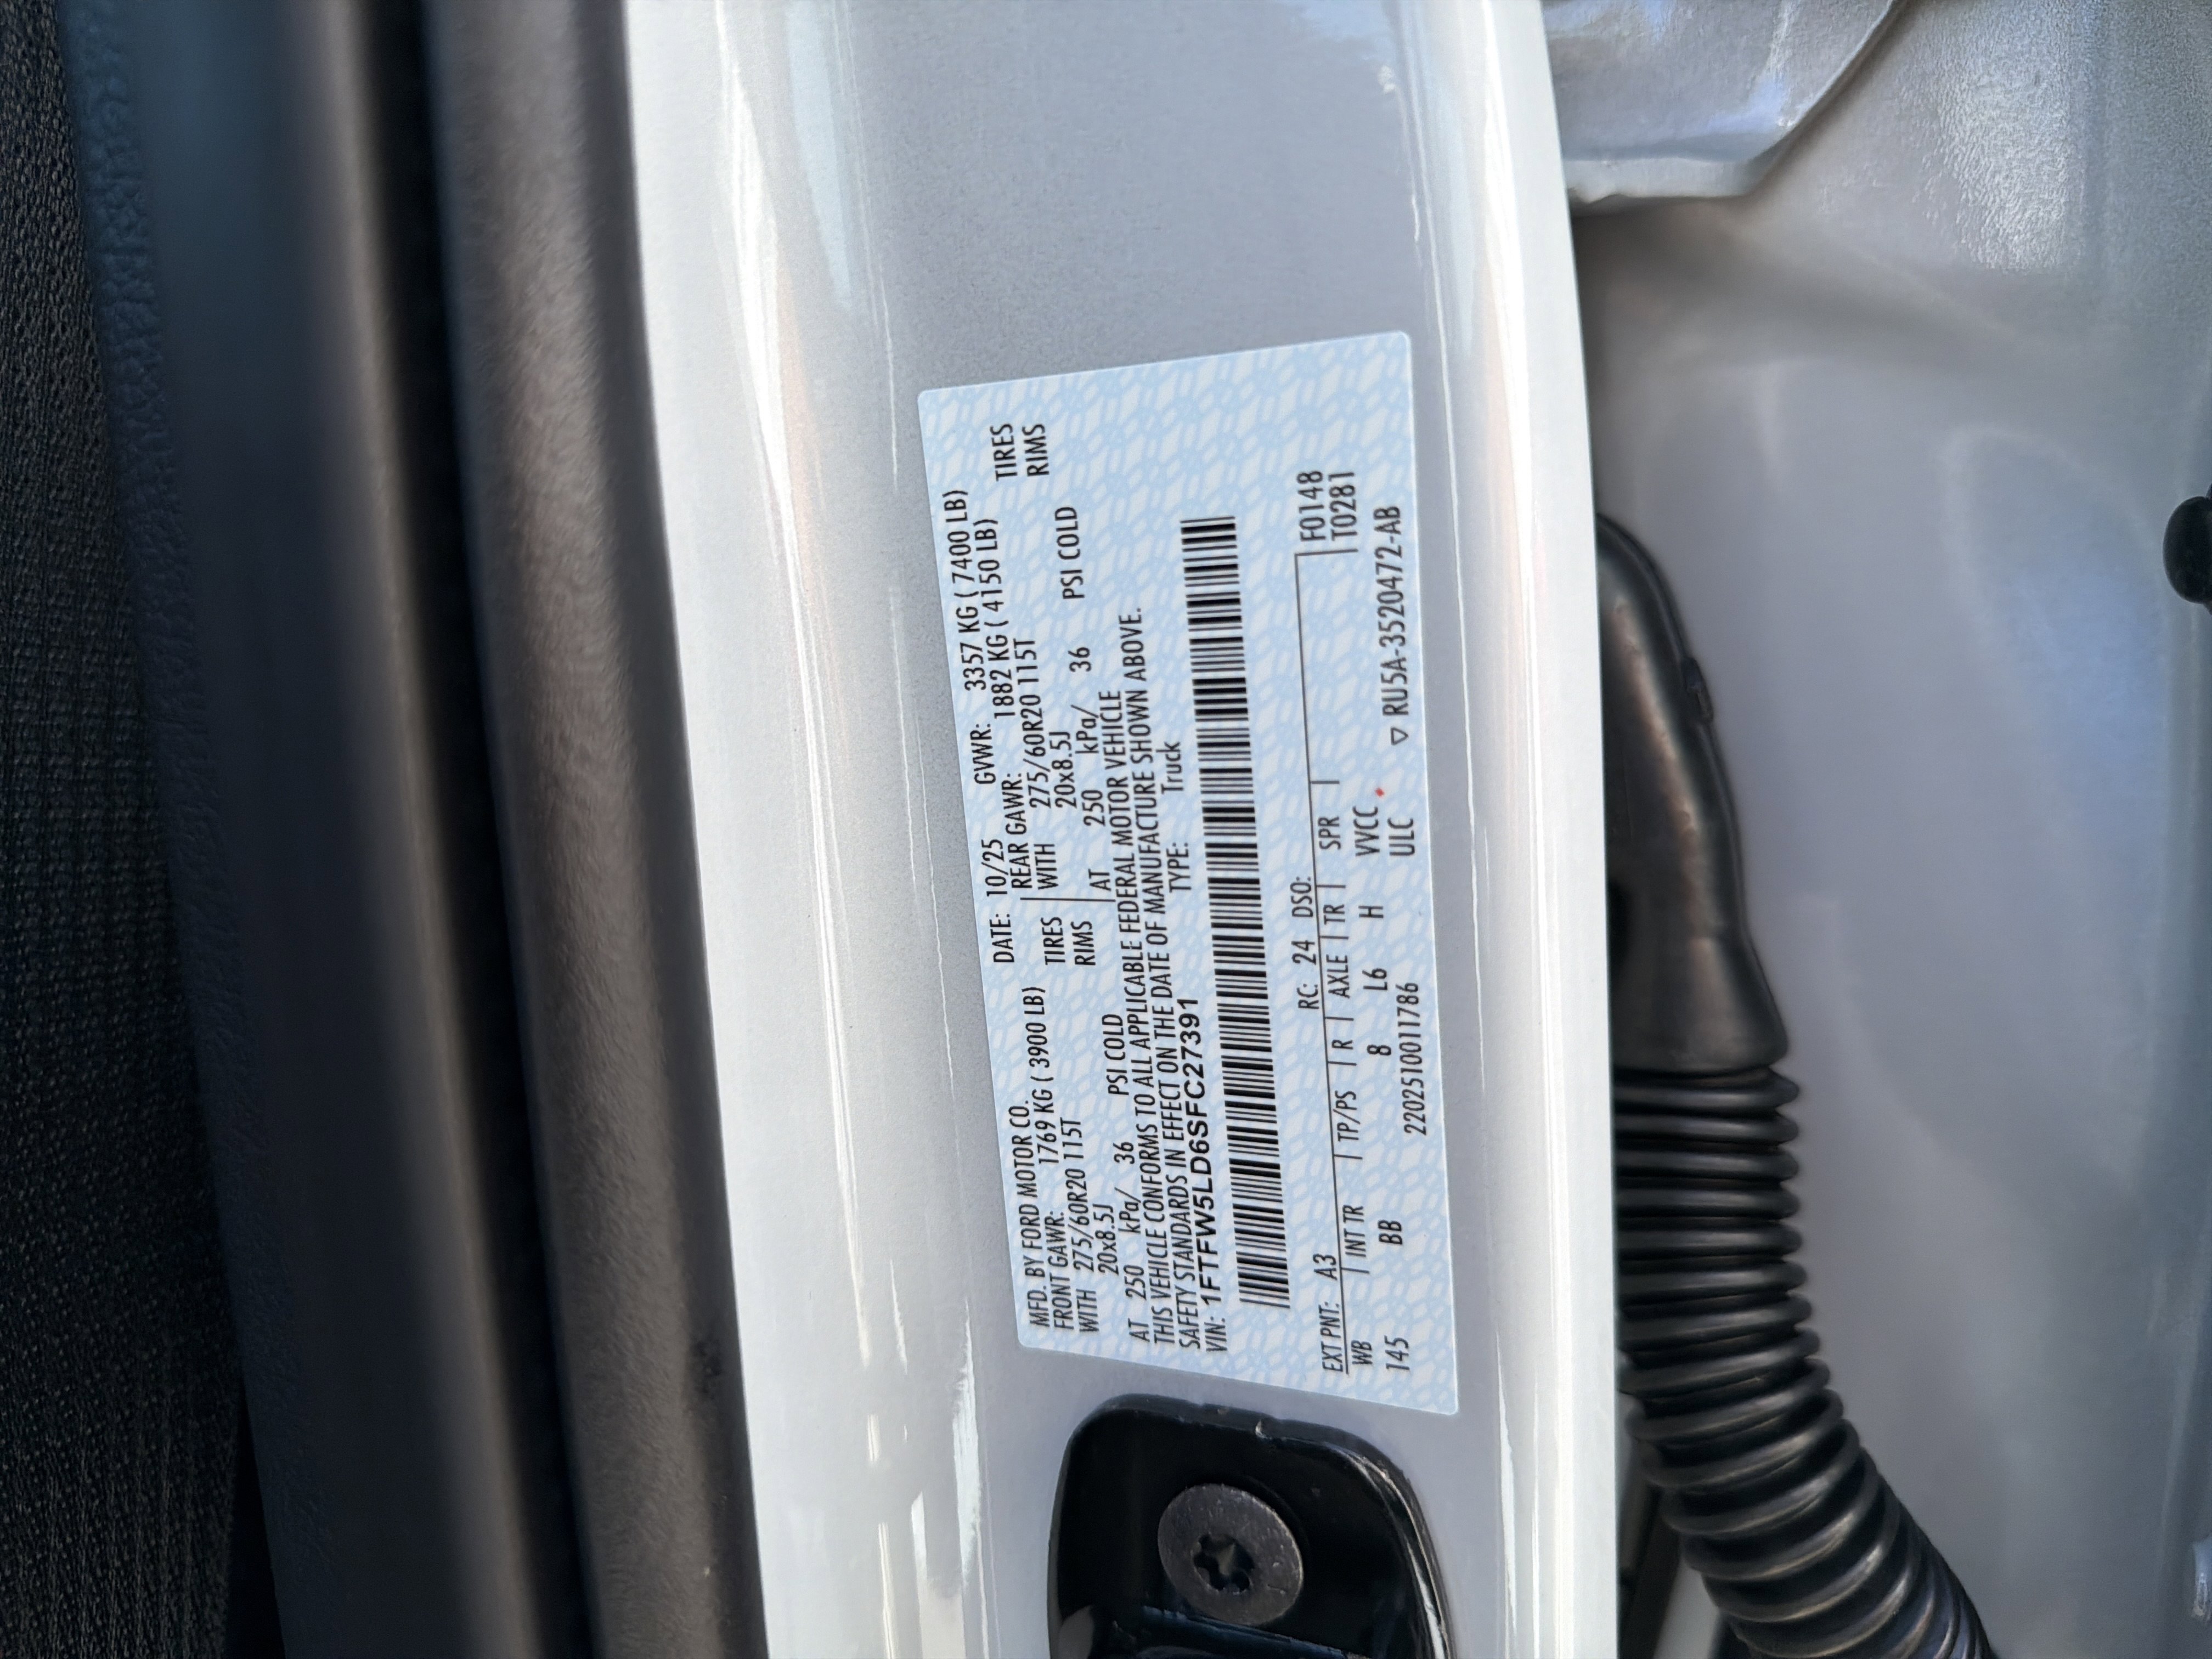 MFD. BY FORD MOTOR CO. DATE: 10/25 GVWR: 3357 KG ( 7400 LB)
FRONT GAWR: 1769 KG ( 3900 LB) REAR GAWR: 1882 KG ( 4150 LB)
WITH 275/60R20 115T TIRES WITH 275/60R20 115T TIRES
20x8.5J RIMS 20x8.5J RIMS
AT 250 kPa/ 36 PSI COLD AT 250 kPa/ 36 PSI COLD
THIS VEHICLE CONFORMS TO ALL APPLICABLE FEDERAL MOTOR VEHICLE
SAFETY STANDARDS IN EFFECT ON THE DATE OF MANUFACTURE SHOWN ABOVE.
VIN: 1FTFW5LD6SFC27391 TYPE: Truck
EXT PNT: A3 RC: 24 DSO: F0148
WB INT TR TP/PS R AXLE TR SPR T0281
145 BB 8 L6 H VVCC
ULC ▽ RU5A-3520472-AB
2202510011786